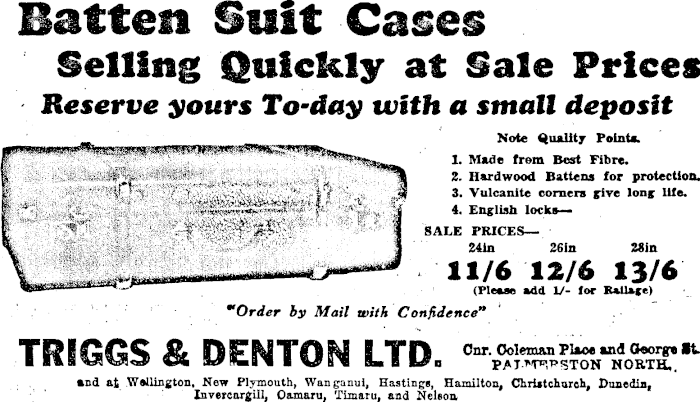 Batten Suit Cases
Selling Quickly at Sale Prices
Reserve yours To-day with a small deposit
Note Quality Points.
1. Made from Best Fibre.
2. Hardwood Battens for protection.
3. Vulcanite corners give long life.
4. English locks—
SALE PRICES—
24in 26in 28in
11/6 12/6 13/6
(Please add 1/- for Railage)
"Order by Mail with Confidence"
TRIGGS & DENTON LTD.
Cnr. Coleman Place and George St.
PALMERSTON NORTH.
and at Wellington, New Plymouth, Wanganui, Hastings, Hamilton, Christchurch, Dunedin,
Invercargill, Oamaru, Timaru, and Nelson